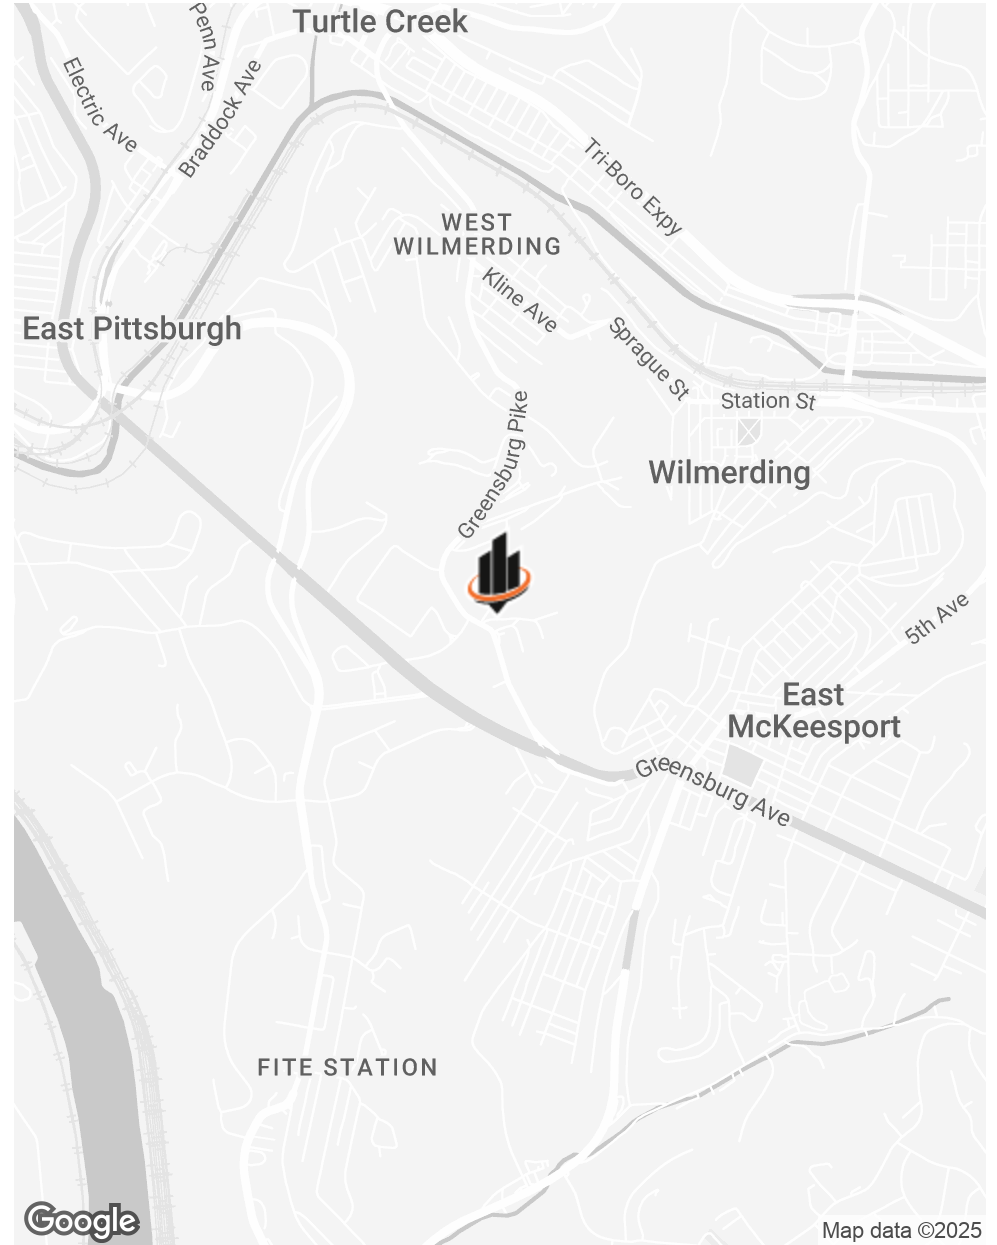 Turtle Creek
Penn Ave
Electric Ave
Braddock Ave
Tri-Boro Expy
WEST
WILMERDING
Kline Ave
East Pittsburgh
Sprague St
Station St
Greensburg Pike
Wilmerding
5th Ave
East
McKeesport
Greensburg Ave
FITE STATION
Google
Map data ©2025